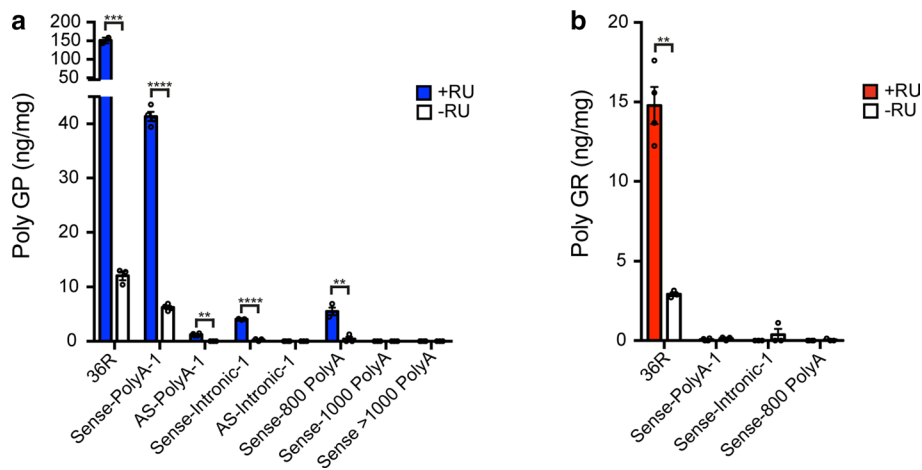 a
Poly GP (ng/mg)
200
150
100
50
40
30
20
10
0
***
****
**
****
**
+RU
-RU
36R
Sense-PolyA-1
AS-PolyA-1
Sense-Intronic-1
AS-Intronic-1
Sense-800 PolyA
Sense-1000 PolyA
Sense >1000 PolyA
b
Poly GR (ng/mg)
20
15
10
5
0
**
+RU
-RU
36R
Sense-PolyA-1
Sense-Intronic-1
Sense-800 PolyA